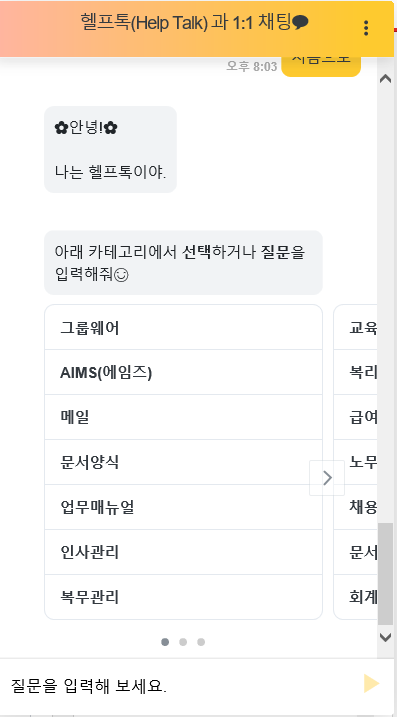 헬프톡(Help Talk) 과 1:1 채팅
오후 8:03 처음으로
✿안녕!✿
나는 헬프톡이야.
아래 카테고리에서 선택하거나 질문을
입력해줘☺
그룹웨어
AIMS(에임즈)
메일
문서양식
업무매뉴얼
인사관리
복무관리
교육
복리
급여
노무
채용
문서
회계
질문을 입력해 보세요.